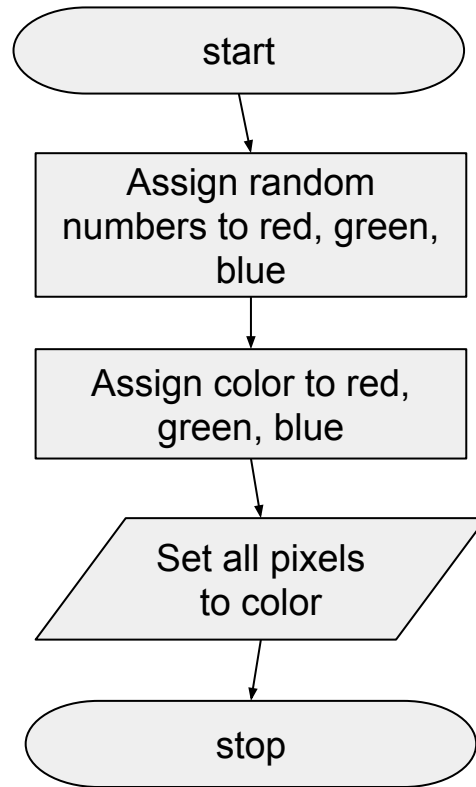 start
Assign random
numbers to red, green,
blue
Assign color to red,
green, blue
Set all pixels
to color
stop